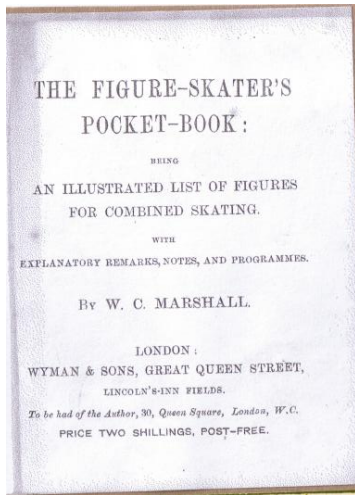 THE FIGURE-SKATER'S
POCKET-BOOK:
BEING
AN ILLUSTRATED LIST OF FIGURES
FOR COMBINED SKATING.
WITH
EXPLANATORY REMARKS, NOTES, AND PROGRAMMES.
BY W. C. MARSHALL.
LONDON:
WYMAN & SONS, GREAT QUEEN STREET,
LINCOLN'S-INN FIELDS.
To be had of the Author, 30, Queen Square, London, W.C.
PRICE TWO SHILLINGS, POST-FREE.